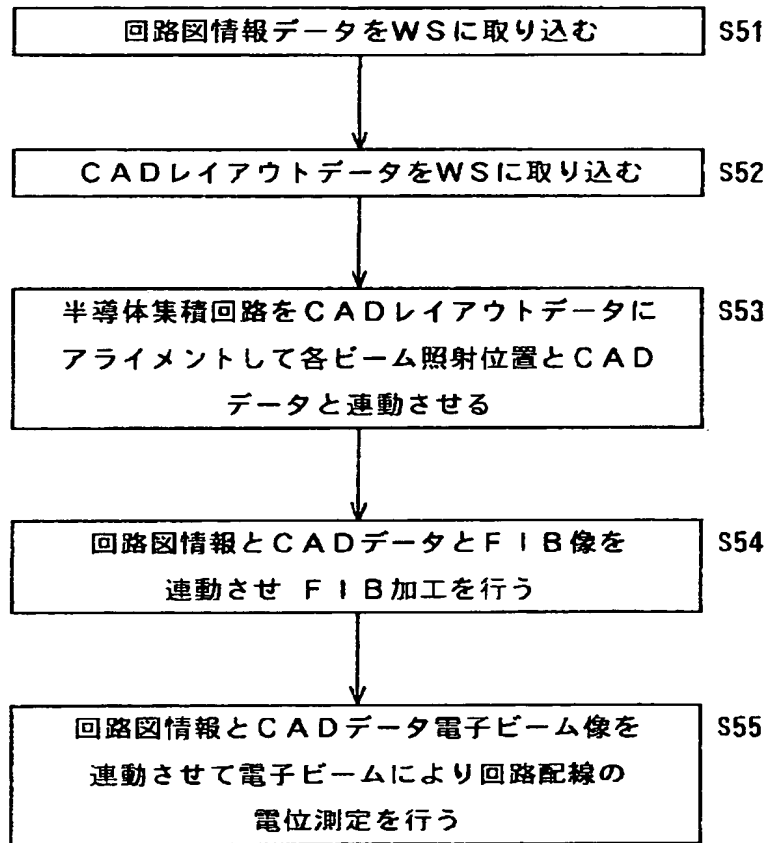 回路図情報データをWSに取り込む S51
CADレイアウトデータをWSに取り込む S52
半導体集積回路をCADレイアウトデータに S53
アライメントして各ビーム照射位置とCAD
データと連動させる
回路図情報とCADデータとFIB像を S54
連動させ FIB加工を行う
回路図情報とCADデータ電子ビーム像を S55
連動させて電子ビームにより回路配線の
電位測定を行う